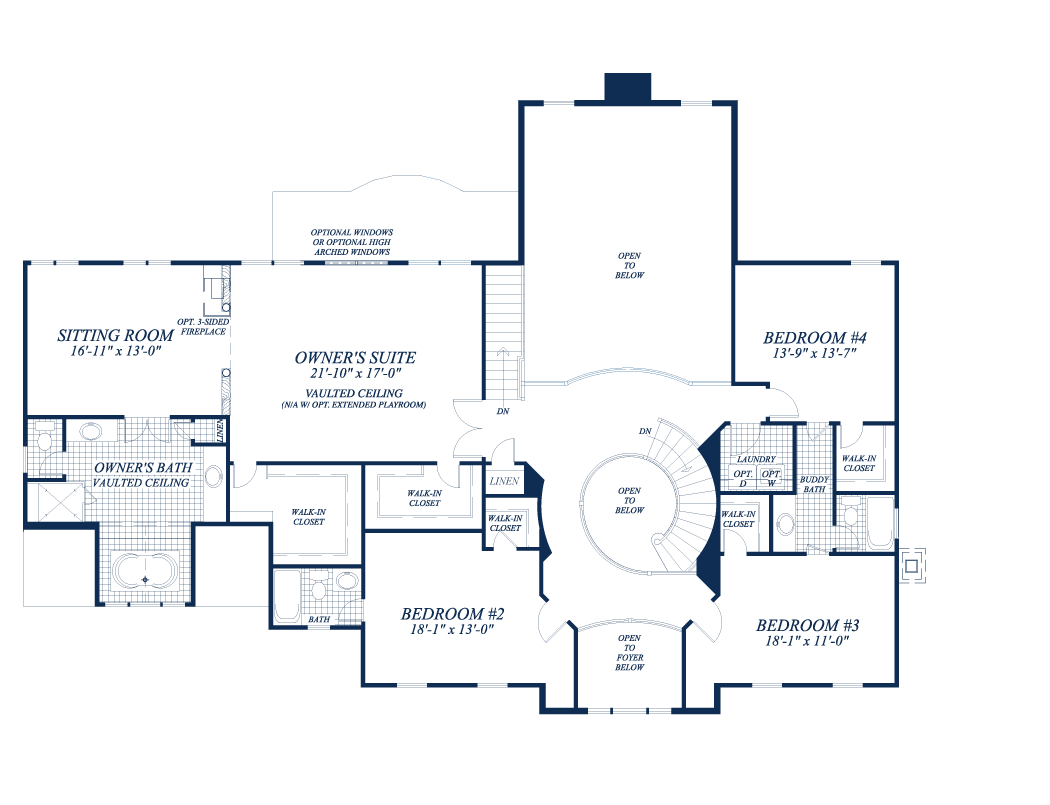 OPTIONAL WINDOWS
OR OPTIONAL HIGH
ARCHED WINDOWS
OPEN
TO
BELOW
OPT. 3-SIDED
FIREPLACE
SITTING ROOM
16'-11" x 13'-0"
OWNER'S SUITE
21'-10" x 17'-0"
VAULTED CEILING
(N/A W/ OPT. EXTENDED PLAYROOM)
BEDROOM #4
13'-9" x 13'-7"
DN
DN
LINEN
OWNER'S BATH
VAULTED CEILING
LINEN
LAUNDRY
OPT.
D
OPT.
W
BUDDY
BATH
WALK-IN
CLOSET
WALK-IN
CLOSET
WALK-IN
CLOSET
WALK-IN
CLOSET
OPEN
TO
BELOW
WALK-IN
CLOSET
BATH
BEDROOM #2
18'-1" x 13'-0"
OPEN
TO
FOYER
BELOW
BEDROOM #3
18'-1" x 11'-0"